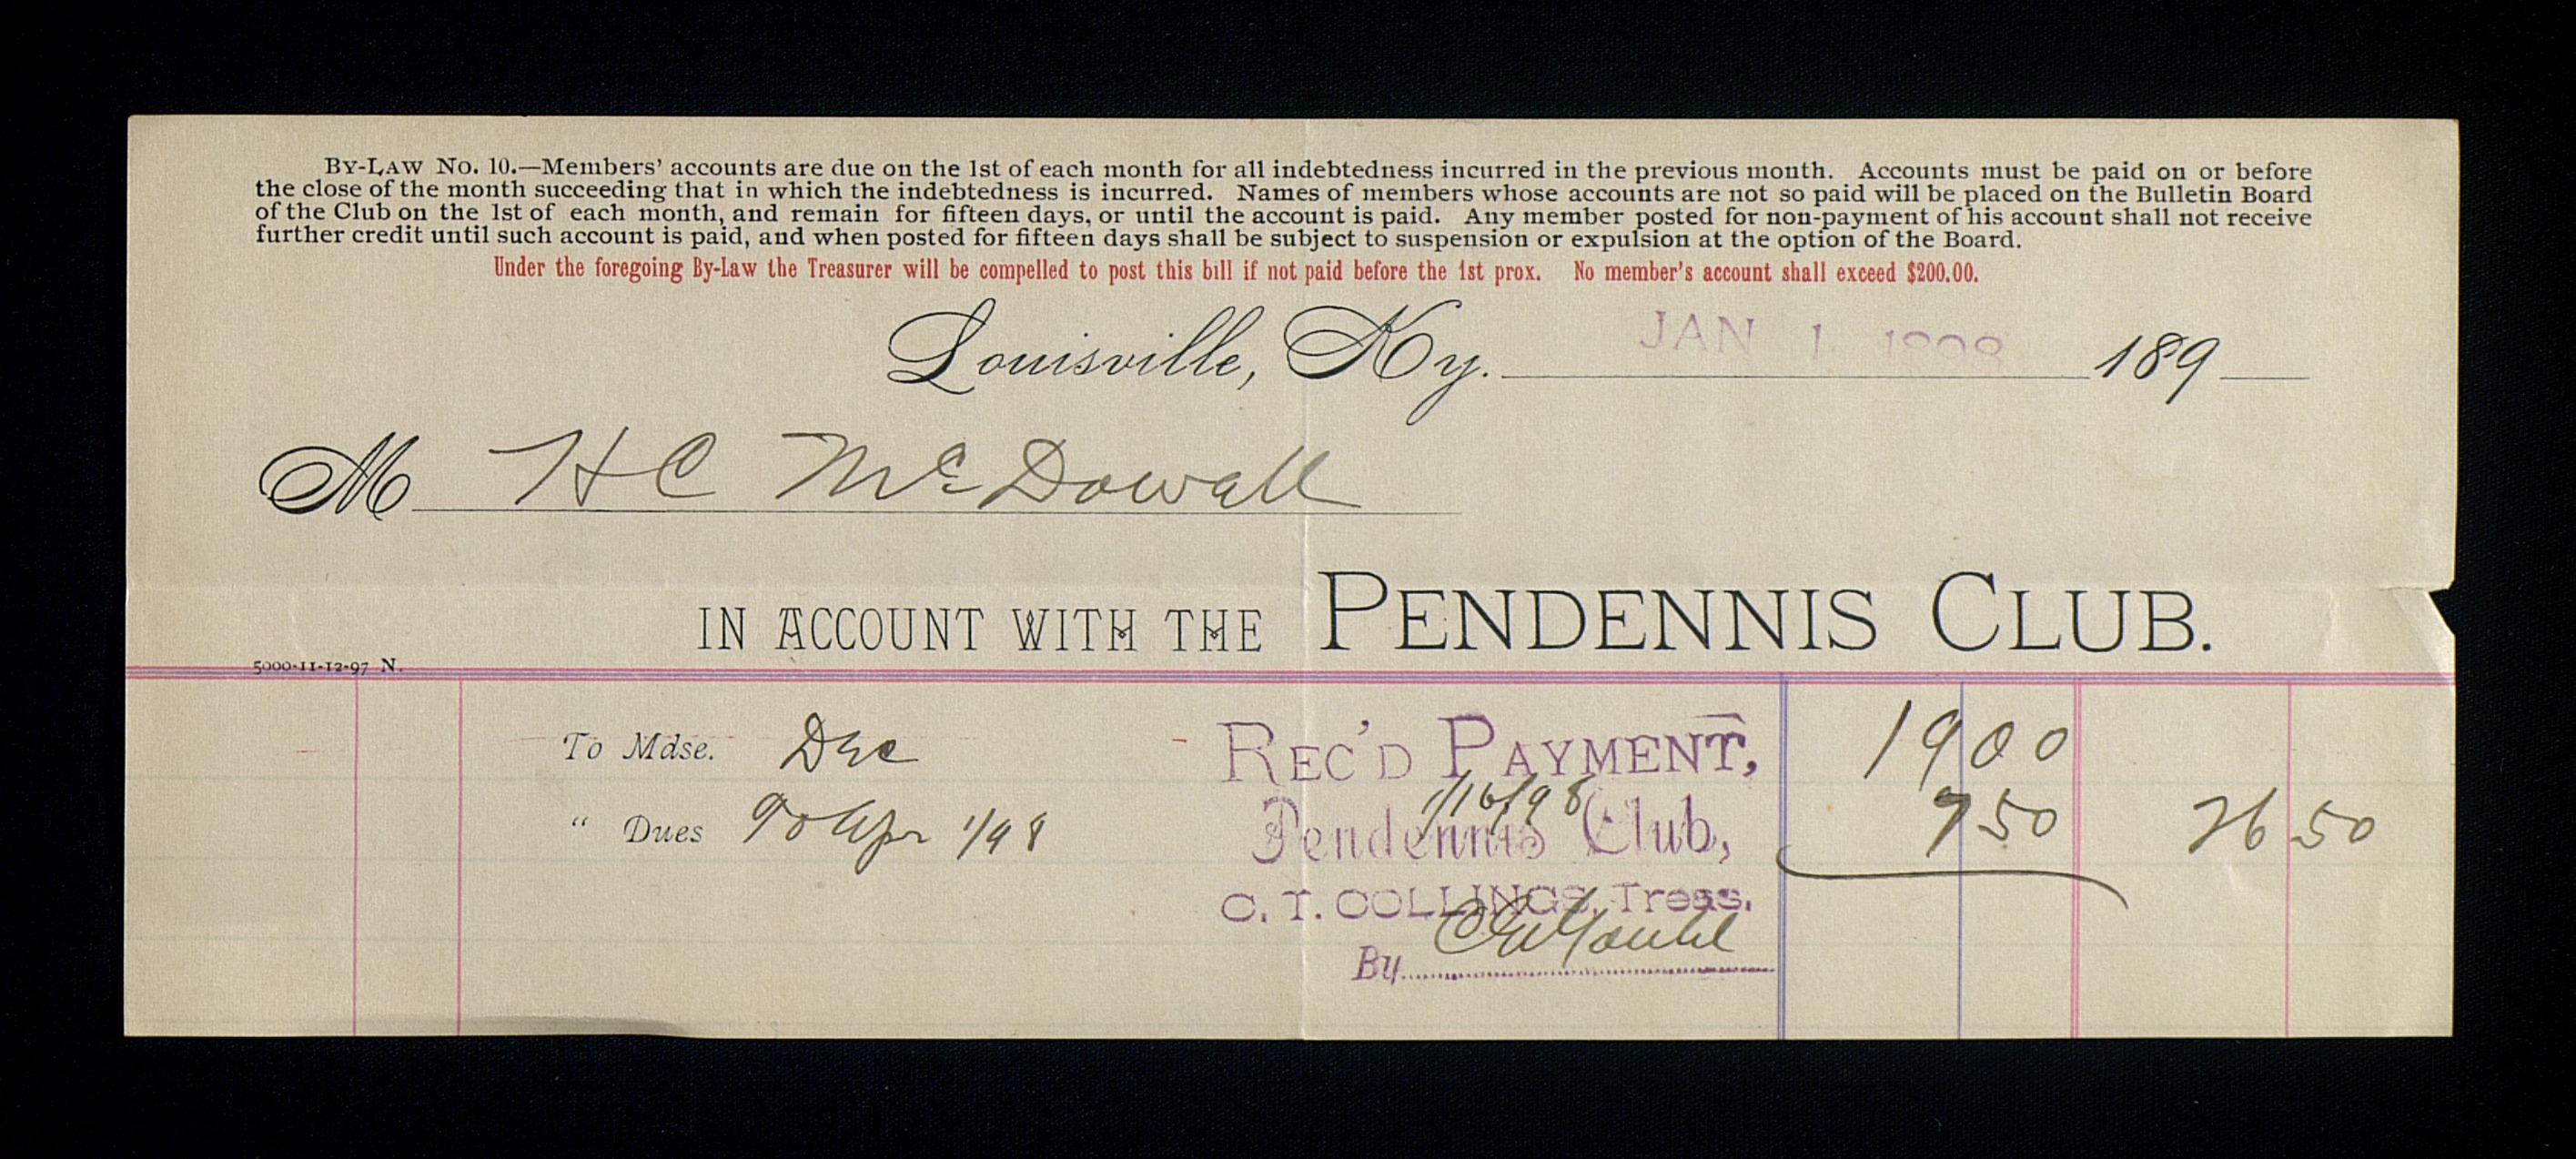 BY-LAW NO. 10.—Members' accounts are due on the 1st of each month for all indebtedness incurred in the previous month. Accounts must be paid on or before
the close of the month succeeding that in which the indebtedness is incurred. Names of members whose accounts are not so paid will be placed on the Bulletin Board
of the Club on the 1st of each month, and remain for fifteen days, or until the account is paid. Any member posted for non-payment of his account shall not receive
further credit until such account is paid, and when posted for fifteen days shall be subject to suspension or expulsion at the option of the Board.
Under the foregoing By-Law the Treasurer will be compelled to post this bill if not paid before the 1st prox. No member's account shall exceed $200.00.
Louisville, Ky. JAN 1 1898 189
M H C McDowall
IN ACCOUNT WITH THE PENDENNIS CLUB.
5000-11-12-97 N.
To Mdse. Dec REC'D PAYMENT, 19 00
1/16/98
" Dues To Apr 1/98 Pendennis Club, 7 50 26 50
C. T. COLLINGS, Treas.
By